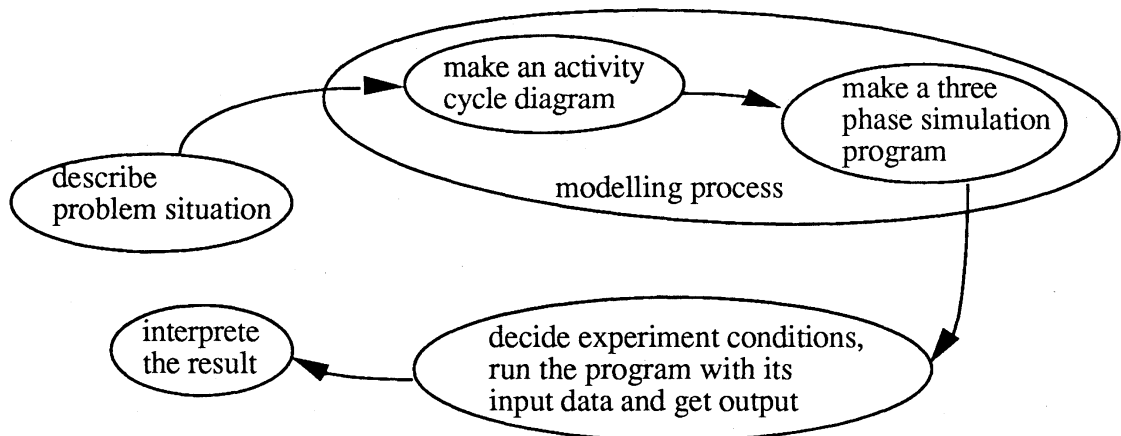 make an activity
cycle diagram
make a three
phase simulation
program
describe
problem situation
modelling process
interprete
the result
decide experiment conditions,
run the program with its
input data and get output